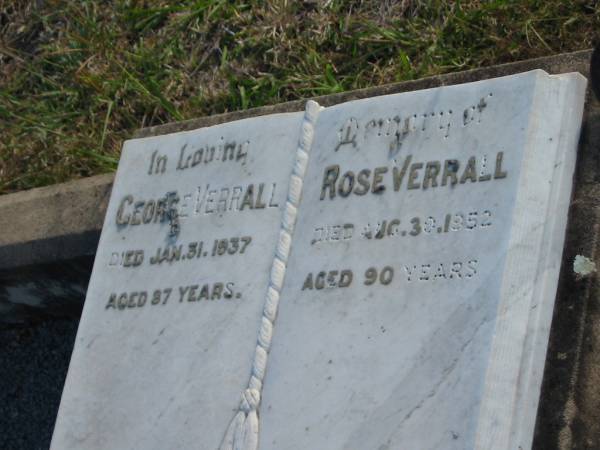 In Loving
GEORGE VERRALL
DIED JAN. 31. 1937
AGED 87 YEARS.
Memory of
ROSE VERRALL
DIED AUG. 30. 1952
AGED 90 YEARS